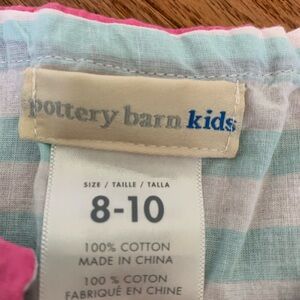 pottery barn kids
SIZE / TAILLE / TALLA
8-10
100% COTTON
MADE IN CHINA
100 % COTON
FABRIQUÉ EN CHINE